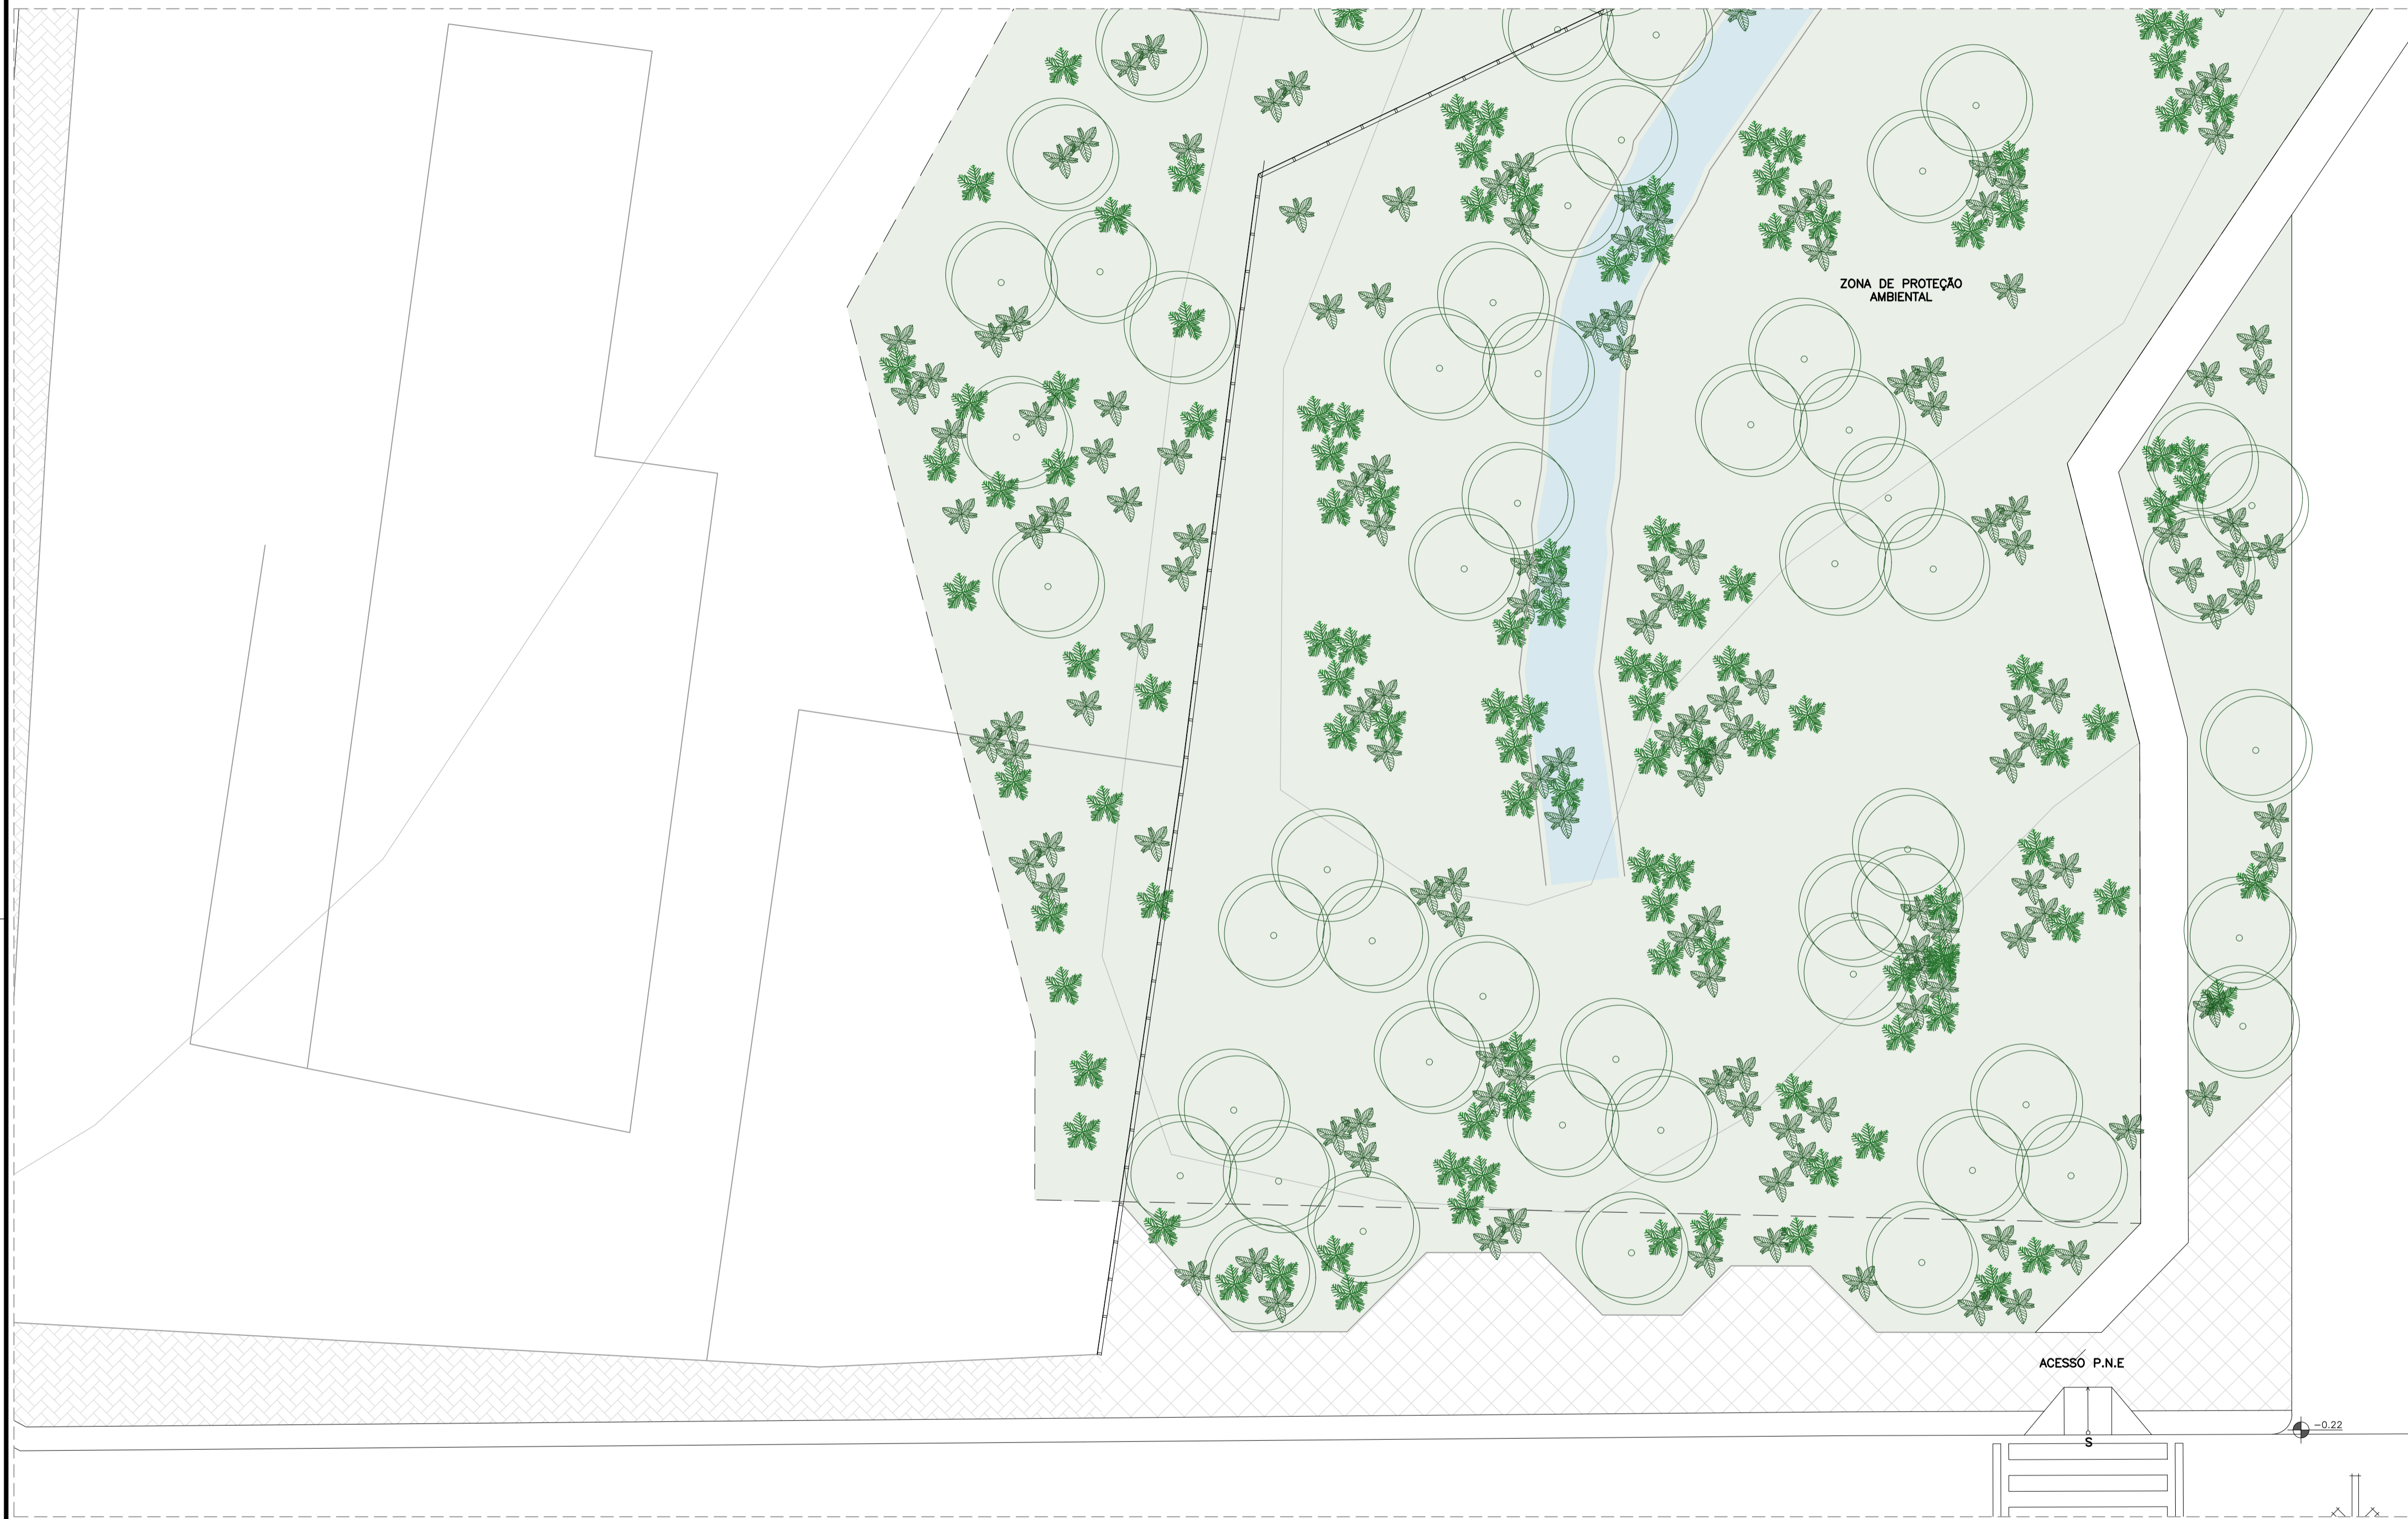 ZONA DE PROTEÇÃO
AMBIENTAL
ACESSO P.N.E
-0.22
S